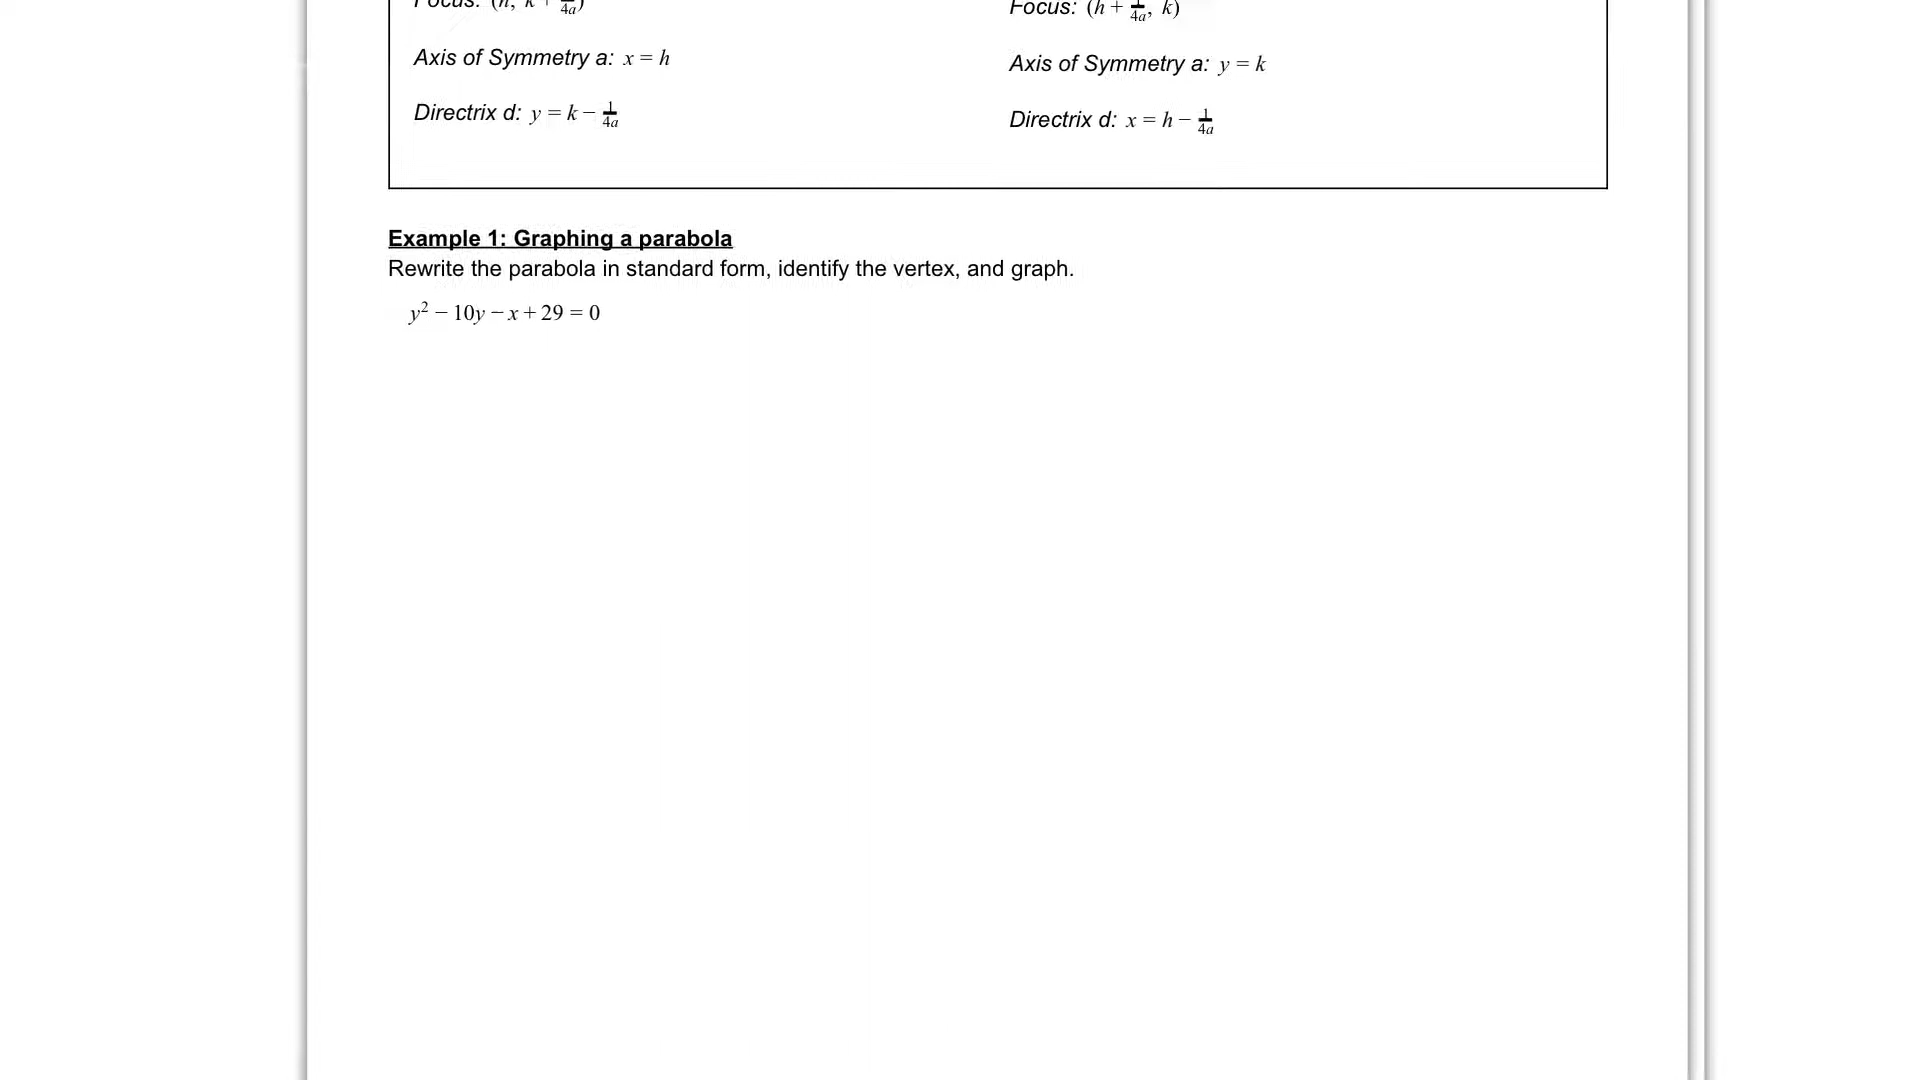 Focus: (h, k + 1/4a)
Focus: (h + 1/4a, k)
Axis of Symmetry a: x = h
Axis of Symmetry a: y = k
Directrix d: y = k − 1/4a
Directrix d: x = h − 1/4a
Example 1: Graphing a parabola
Rewrite the parabola in standard form, identify the vertex, and graph.
y² − 10y − x + 29 = 0